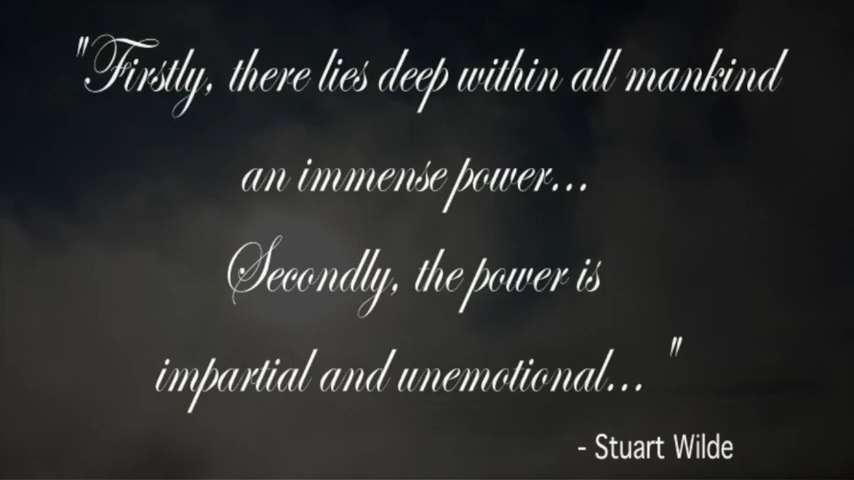 "Firstly, there lies deep within all mankind
an immense power...
Secondly, the power is
impartial and unemotional... "
- Stuart Wilde